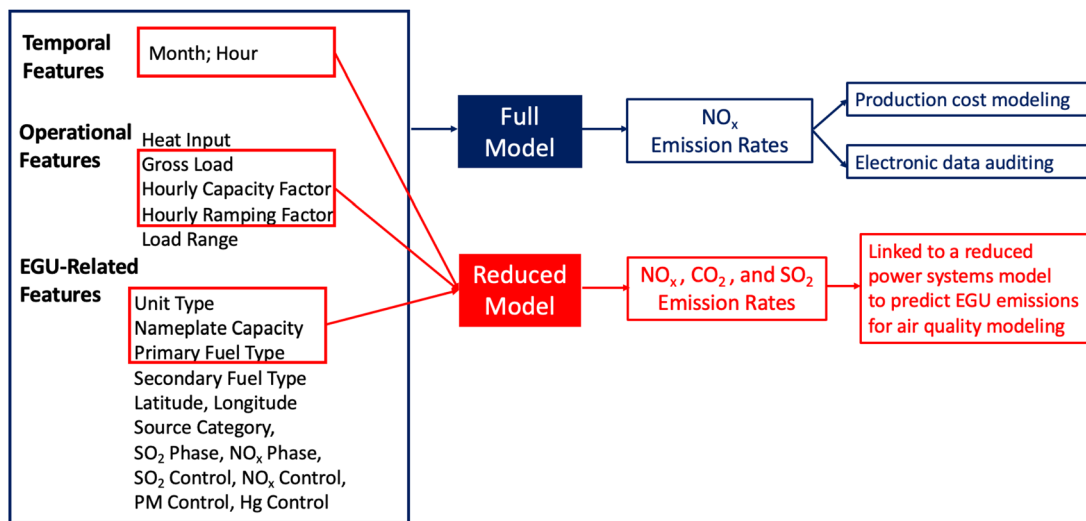 Temporal
Features
Month; Hour
Operational
Features
Heat Input
Gross Load
Hourly Capacity Factor
Hourly Ramping Factor
Load Range
EGU-Related
Features
Unit Type
Nameplate Capacity
Primary Fuel Type
Secondary Fuel Type
Latitude, Longitude
Source Category,
SO₂ Phase, NOₓ Phase,
SO₂ Control, NOₓ Control,
PM Control, Hg Control
Full
Model
NOₓ
Emission Rates
Production cost modeling
Electronic data auditing
Reduced
Model
NOₓ, CO₂, and SO₂
Emission Rates
Linked to a reduced
power systems model
to predict EGU emissions
for air quality modeling